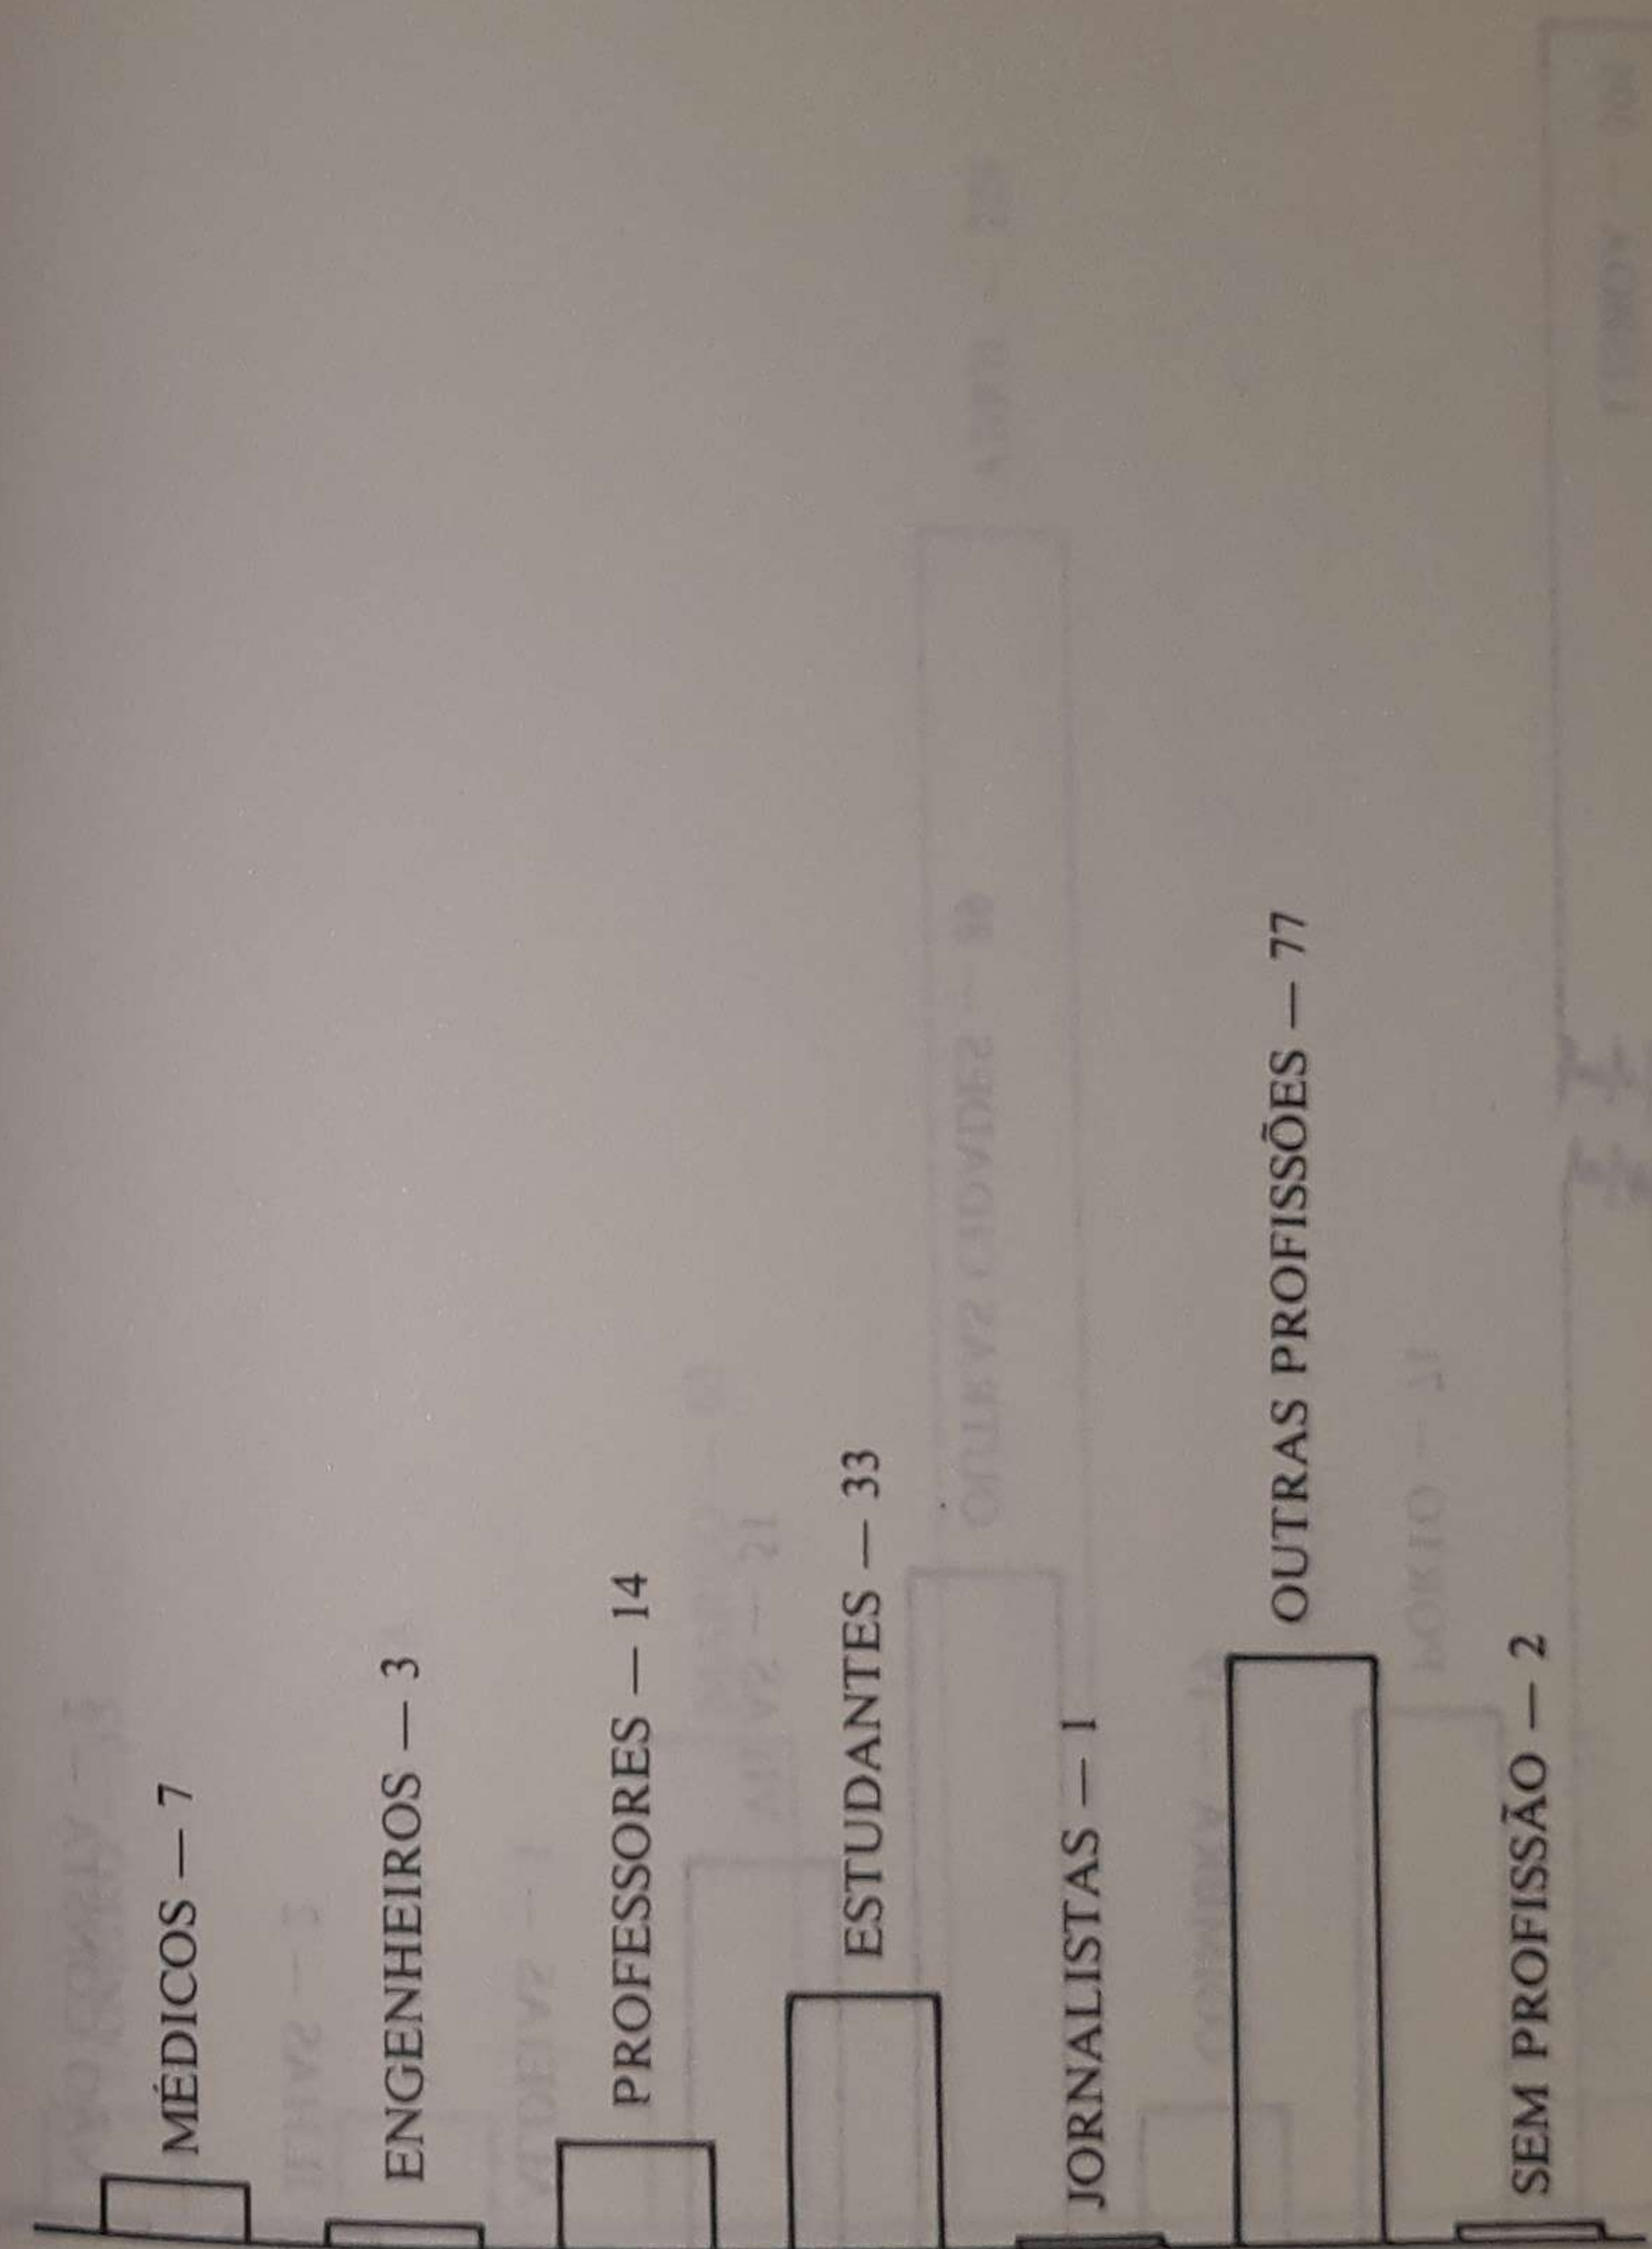 MÉDICOS — 7
ENGENHEIROS — 3
PROFESSORES — 14
ESTUDANTES — 33
JORNALISTAS — 1
OUTRAS PROFISSÕES — 77
SEM PROFISSÃO — 2